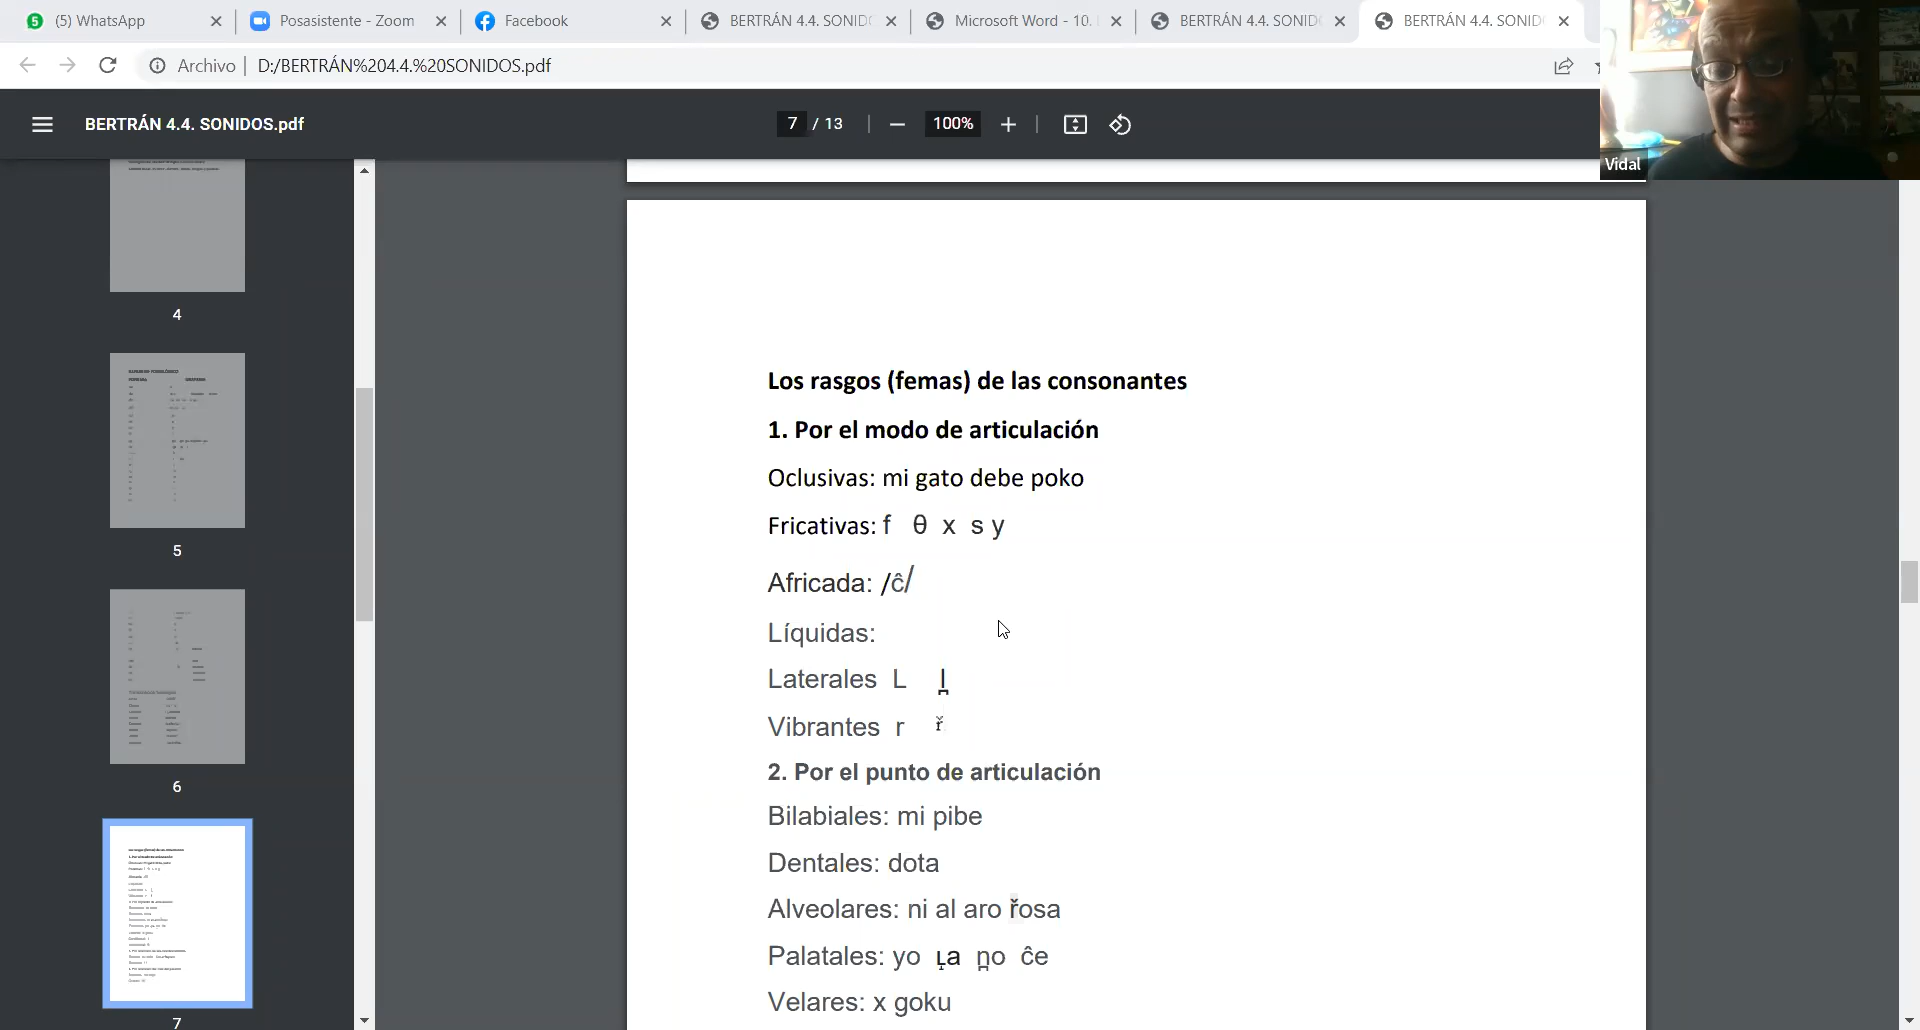 (5) WhatsApp
Posasistente - Zoom
Facebook
BERTRÁN 4.4. SONID
Microsoft Word - 10.
BERTRÁN 4.4. SONID
BERTRÁN 4.4. SONID
Archivo | D:/BERTRÁN%204.4.%20SONIDOS.pdf
BERTRÁN 4.4. SONIDOS.pdf
7 / 13
100%
Vidal
4
5
6
7
Los rasgos (femas) de las consonantes
1. Por el modo de articulación
Oclusivas: mi gato debe poko
Fricativas: f θ x s y
Africada: /ĉ/
Líquidas:
Laterales L l̪
Vibrantes r ř
2. Por el punto de articulación
Bilabiales: mi pibe
Dentales: dota
Alveolares: ni al aro řosa
Palatales: yo ʟ̩a n̪o ĉe
Velares: x goku